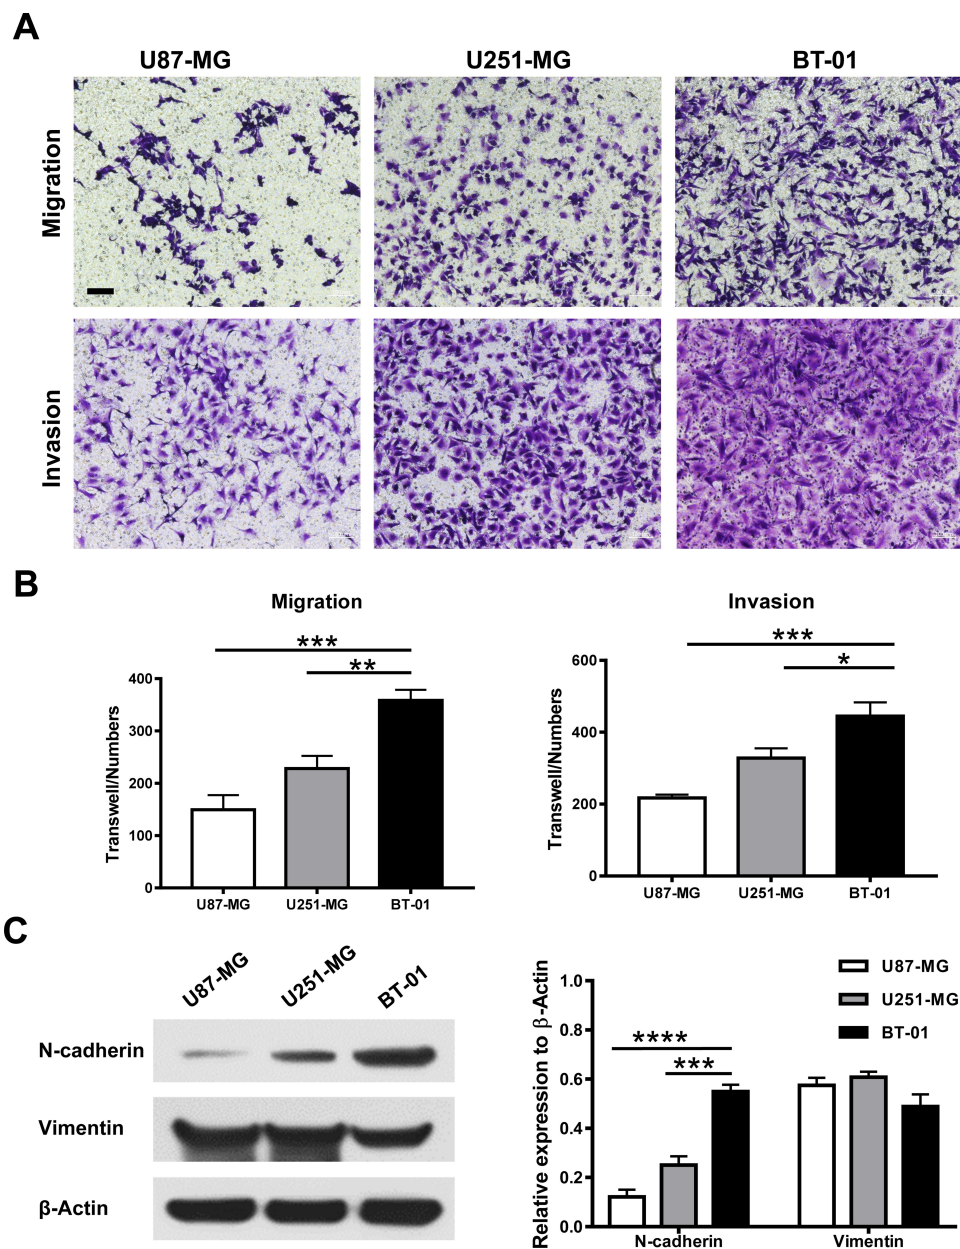 A
U87-MG
U251-MG
BT-01
Migration
Invasion
B
Migration
***
**
Transwell/Numbers
400
300
200
100
0
U87-MG
U251-MG
BT-01
Invasion
***
*
Transwell/Numbers
600
400
200
0
U87-MG
U251-MG
BT-01
C
U87-MG
U251-MG
BT-01
N-cadherin
Vimentin
β-Actin
U87-MG
U251-MG
BT-01
Relative expression to β-Actin
1.0
0.8
0.6
0.4
0.2
0.0
****
***
N-cadherin
Vimentin